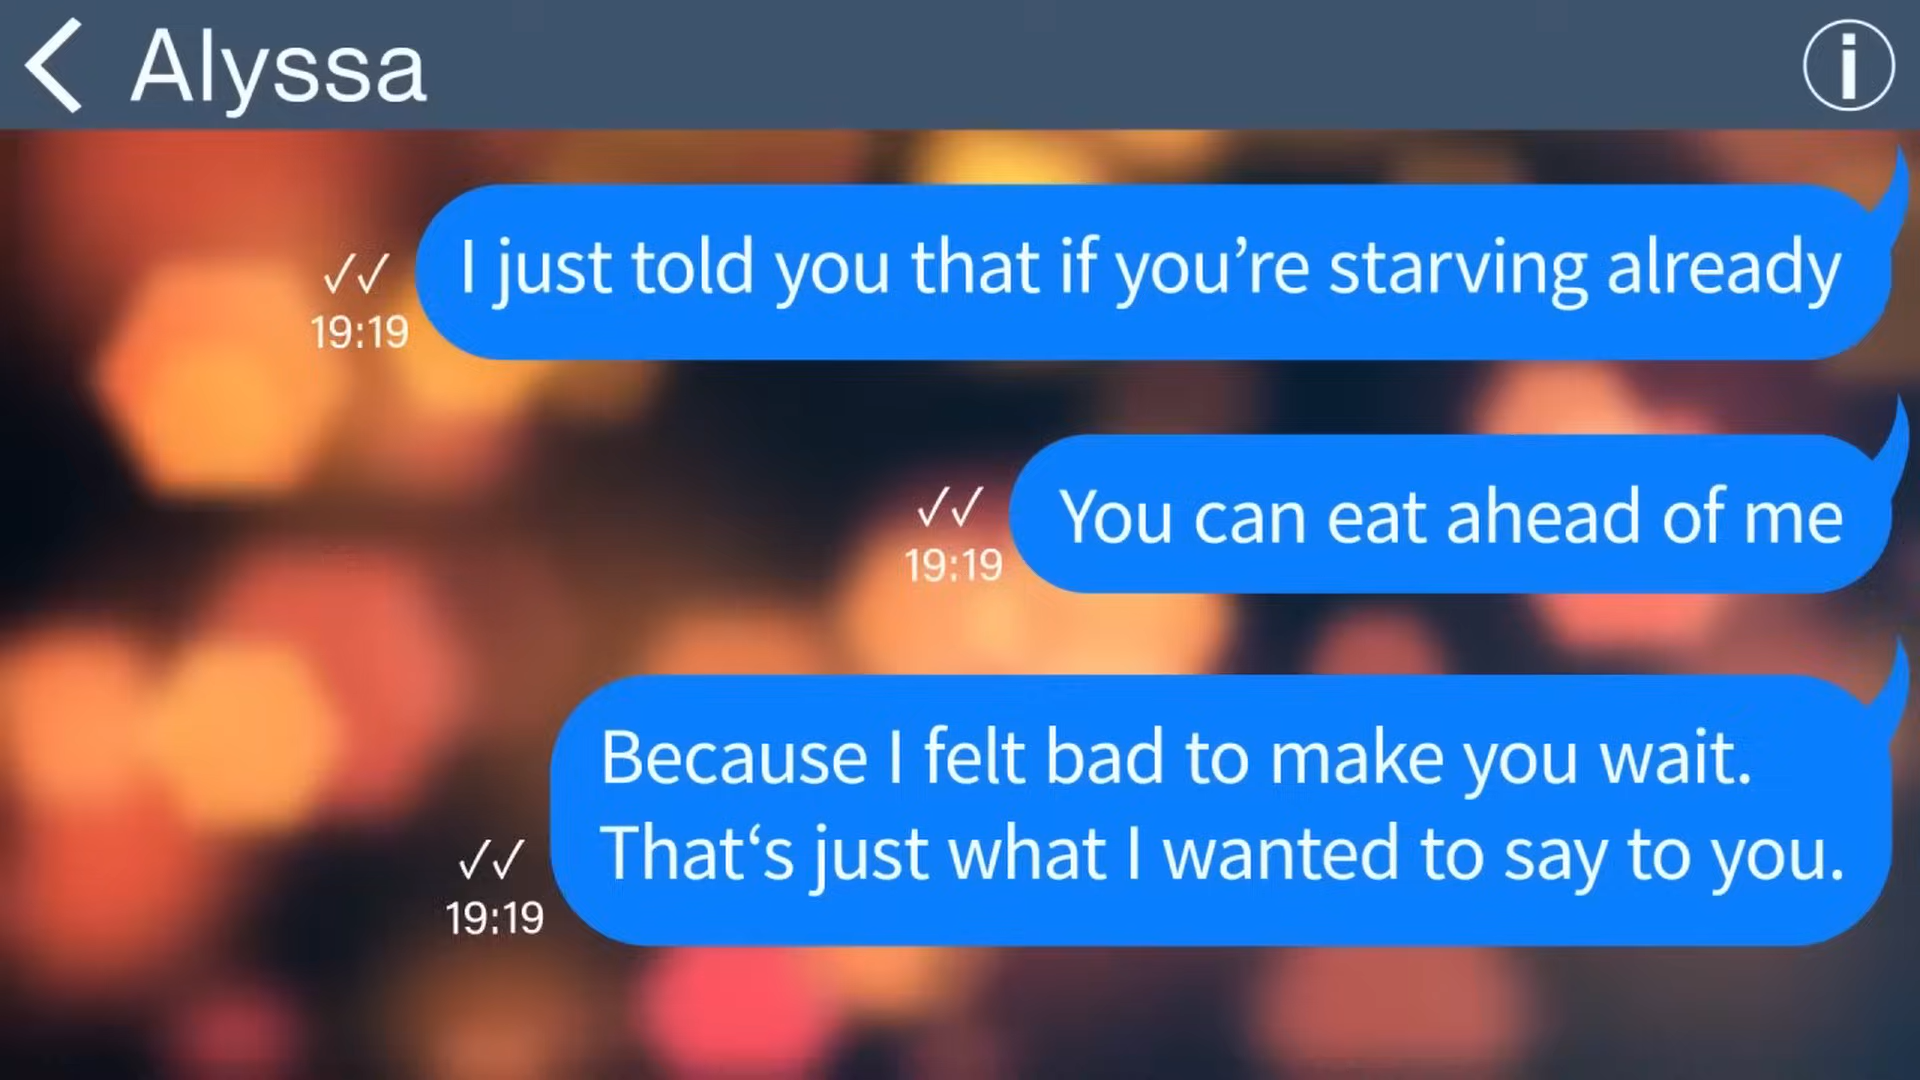 Alyssa
i
I just told you that if you’re starving already
✓✓
19:19
You can eat ahead of me
✓✓
19:19
Because I felt bad to make you wait.
That‘s just what I wanted to say to you.
✓✓
19:19